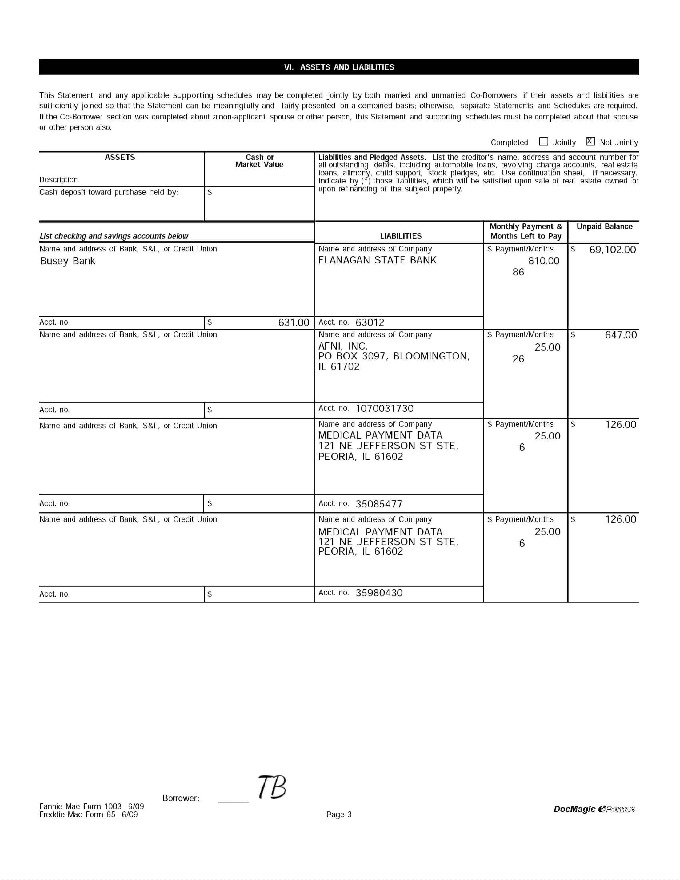 VI. ASSETS AND LIABILITIES
This Statement and any applicable supporting schedules may be completed jointly by both married and unmarried Co-Borrowers if their assets and liabilities are
sufficiently joined so that the Statement can be meaningfully and fairly presented on a combined basis; otherwise, separate Statements and Schedules are required.
If the Co-Borrower section was completed about a non-applicant spouse or other person, this Statement and supporting schedules must be completed about that spouse
or other person also.
Completed Jointly X Not Jointly
ASSETS
Cash or
Market Value
Description
Cash deposit toward purchase held by:
$
Liabilities and Pledged Assets. List the creditor's name, address and account number for
all outstanding debts, including automobile loans, revolving charge accounts, real estate
loans, alimony, child support, stock pledges, etc. Use continuation sheet, if necessary.
Indicate by (*) those liabilities, which will be satisfied upon sale of real estate owned or
upon refinancing of the subject property.
List checking and savings accounts below
LIABILITIES
Monthly Payment &
Months Left to Pay
Unpaid Balance
Name and address of Bank, S&L, or Credit Union
Busey Bank
Acct. no.
$ 631.00
Name and address of Company
FLANAGAN STATE BANK
Acct. no. 63012
$ Payment/Months
810.00
86
$ 69,102.00
Name and address of Bank, S&L, or Credit Union
Acct. no.
$
Name and address of Company
AFNI, INC.
PO BOX 3097, BLOOMINGTON,
IL 61702
Acct. no. 1070031730
$ Payment/Months
25.00
26
$ 647.00
Name and address of Bank, S&L, or Credit Union
Acct. no.
$
Name and address of Company
MEDICAL PAYMENT DATA
121 NE JEFFERSON ST STE.
PEORIA, IL 61602
Acct. no. 35085477
$ Payment/Months
25.00
6
$ 126.00
Name and address of Bank, S&L, or Credit Union
Acct. no.
$
Name and address of Company
MEDICAL PAYMENT DATA
121 NE JEFFERSON ST STE.
PEORIA, IL 61602
Acct. no. 35980430
$ Payment/Months
25.00
6
$ 126.00
Borrower: TB
Fannie Mae Form 1003 6/09
Freddie Mac Form 65 6/09
Page 3
DocMagic